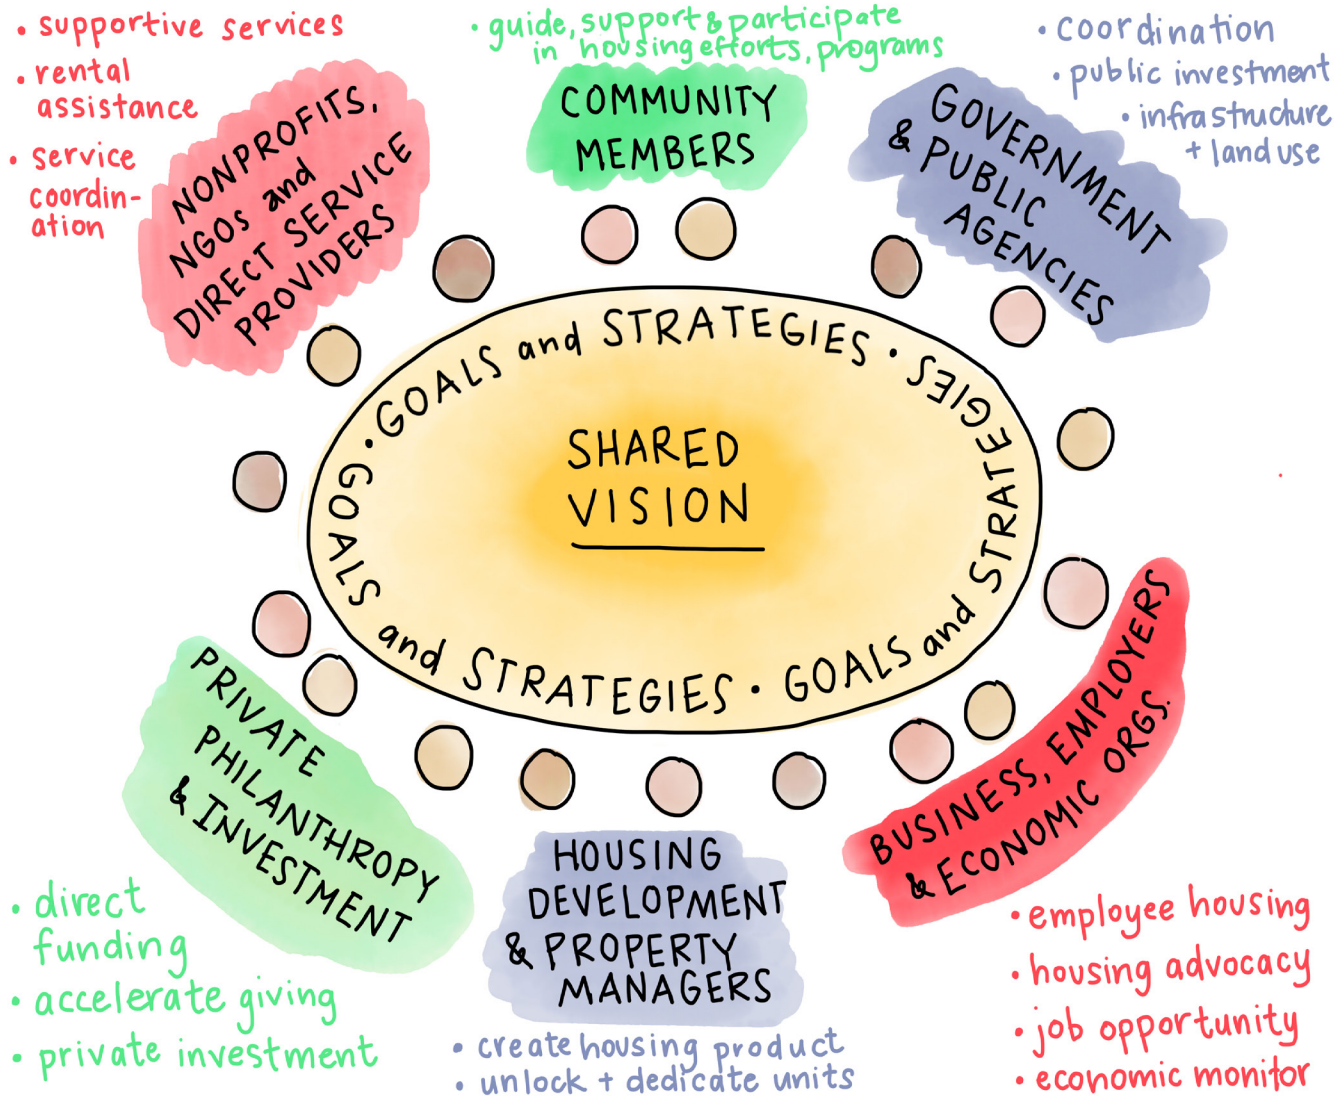 • supportive services
• rental
assistance
• service
coordin-
ation
NONPROFITS,
NGOs and
DIRECT SERVICE
PROVIDERS
• guide, support & participate
in housing efforts, programs
COMMUNITY
MEMBERS
• coordination
• public investment
• infrastructure
+ land use
GOVERNMENT
& PUBLIC
AGENCIES
• GOALS and STRATEGIES • GOALS and STRATEGIES • GOALS and STRATEGIESGIES
SHARED
VISION
PRIVATE
PHILANTHROPY
& INVESTMENT
• direct
funding
• accelerate giving
• private investment
HOUSING
DEVELOPMENT
& PROPERTY
MANAGERS
• create housing product
• unlock + dedicate units
BUSINESS, EMPLOYERS
& ECONOMIC ORGS.
• employee housing
• housing advocacy
• job opportunity
• economic monitor